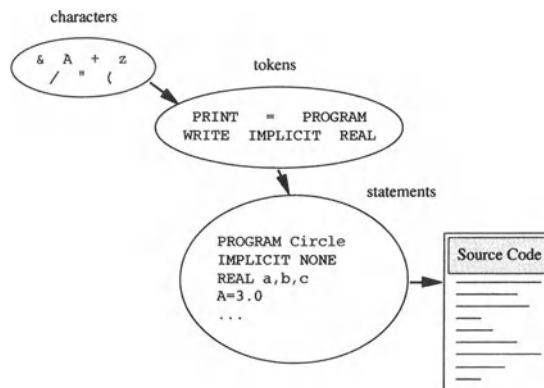 characters
& A + z
/ " (
tokens
PRINT = PROGRAM
WRITE IMPLICIT REAL
statements
PROGRAM Circle
IMPLICIT NONE
REAL a,b,c
A=3.0
...
Source Code